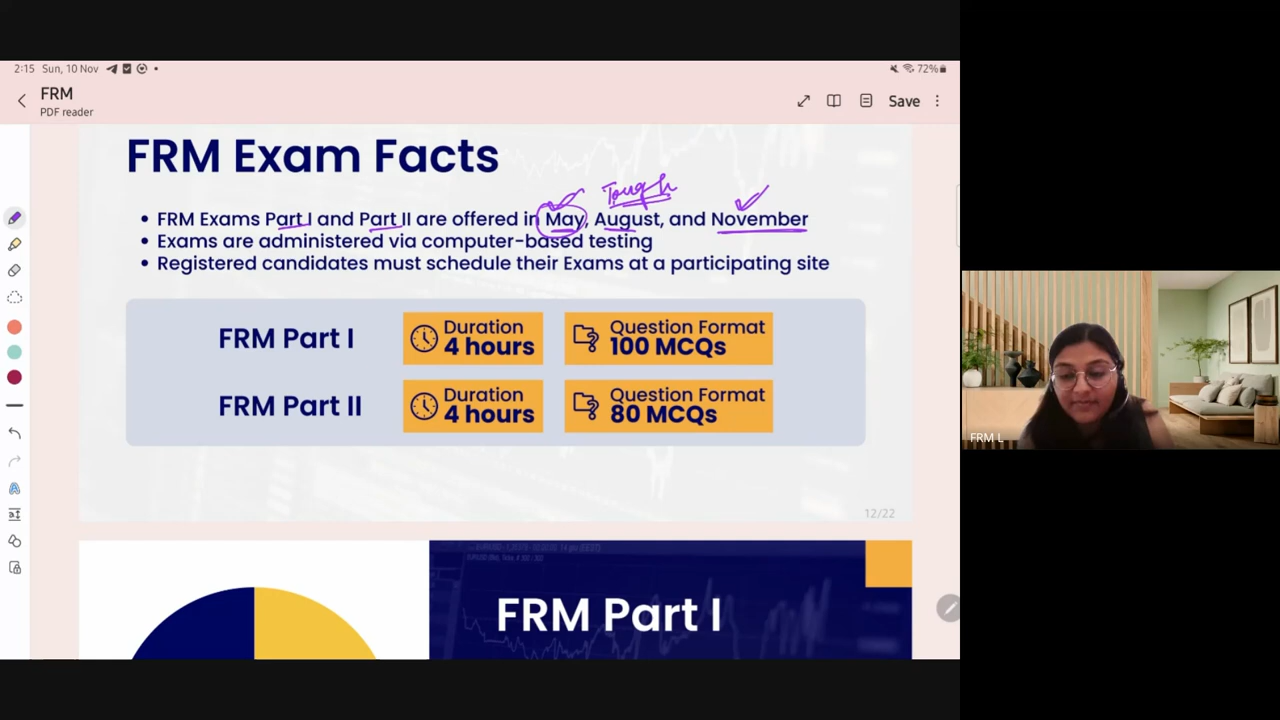 2:15 Sun, 10 Nov
72%
FRM
PDF reader
Save
FRM Exam Facts
Tough
• FRM Exams Part I and Part II are offered in May, August, and November
• Exams are administered via computer-based testing
• Registered candidates must schedule their Exams at a participating site
FRM Part I
Duration
4 hours
Question Format
100 MCQs
FRM Part II
Duration
4 hours
Question Format
80 MCQs
12/22
FRM Part I
FRM L